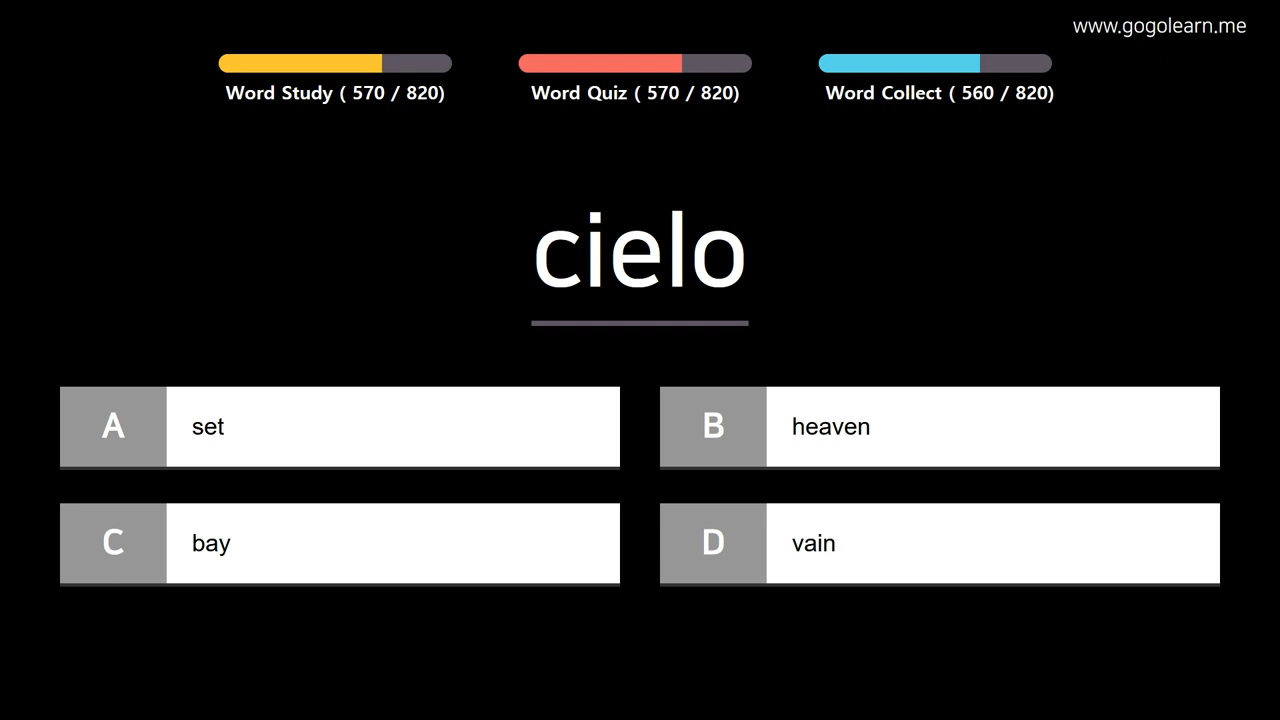 www.gogolearn.me
Word Study ( 570 / 820)
Word Quiz ( 570 / 820)
Word Collect ( 560 / 820)
cielo
A set
B heaven
C bay
D vain